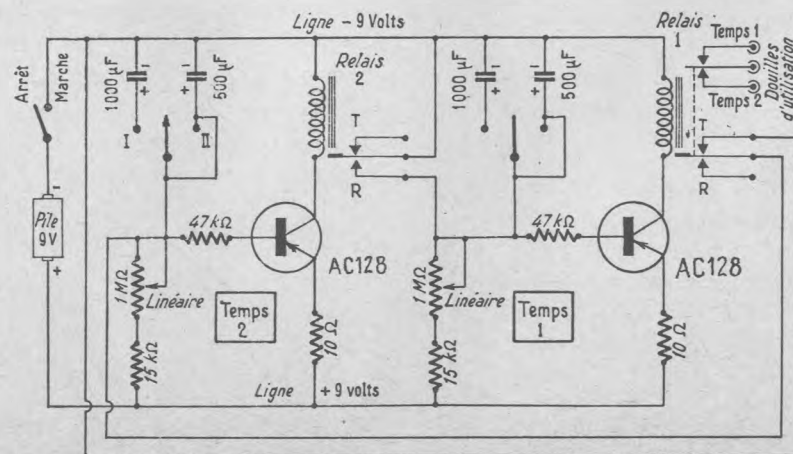 Ligne - 9 Volts
Arrêt
Marche
Pile
9V
-
+
1000 µF
- +
500 µF
- +
I
II
Relais
2
T
R
47 kΩ
AC128
1 MΩ
Linéaire
15 kΩ
Temps
2
10 Ω
1000 µF
- +
500 µF
- +
Relais
1
Temps 1
Temps 2
Douilles
d'utilisation
T
R
47 kΩ
AC128
1 MΩ
Linéaire
15 kΩ
Temps
1
10 Ω
Ligne + 9 volts